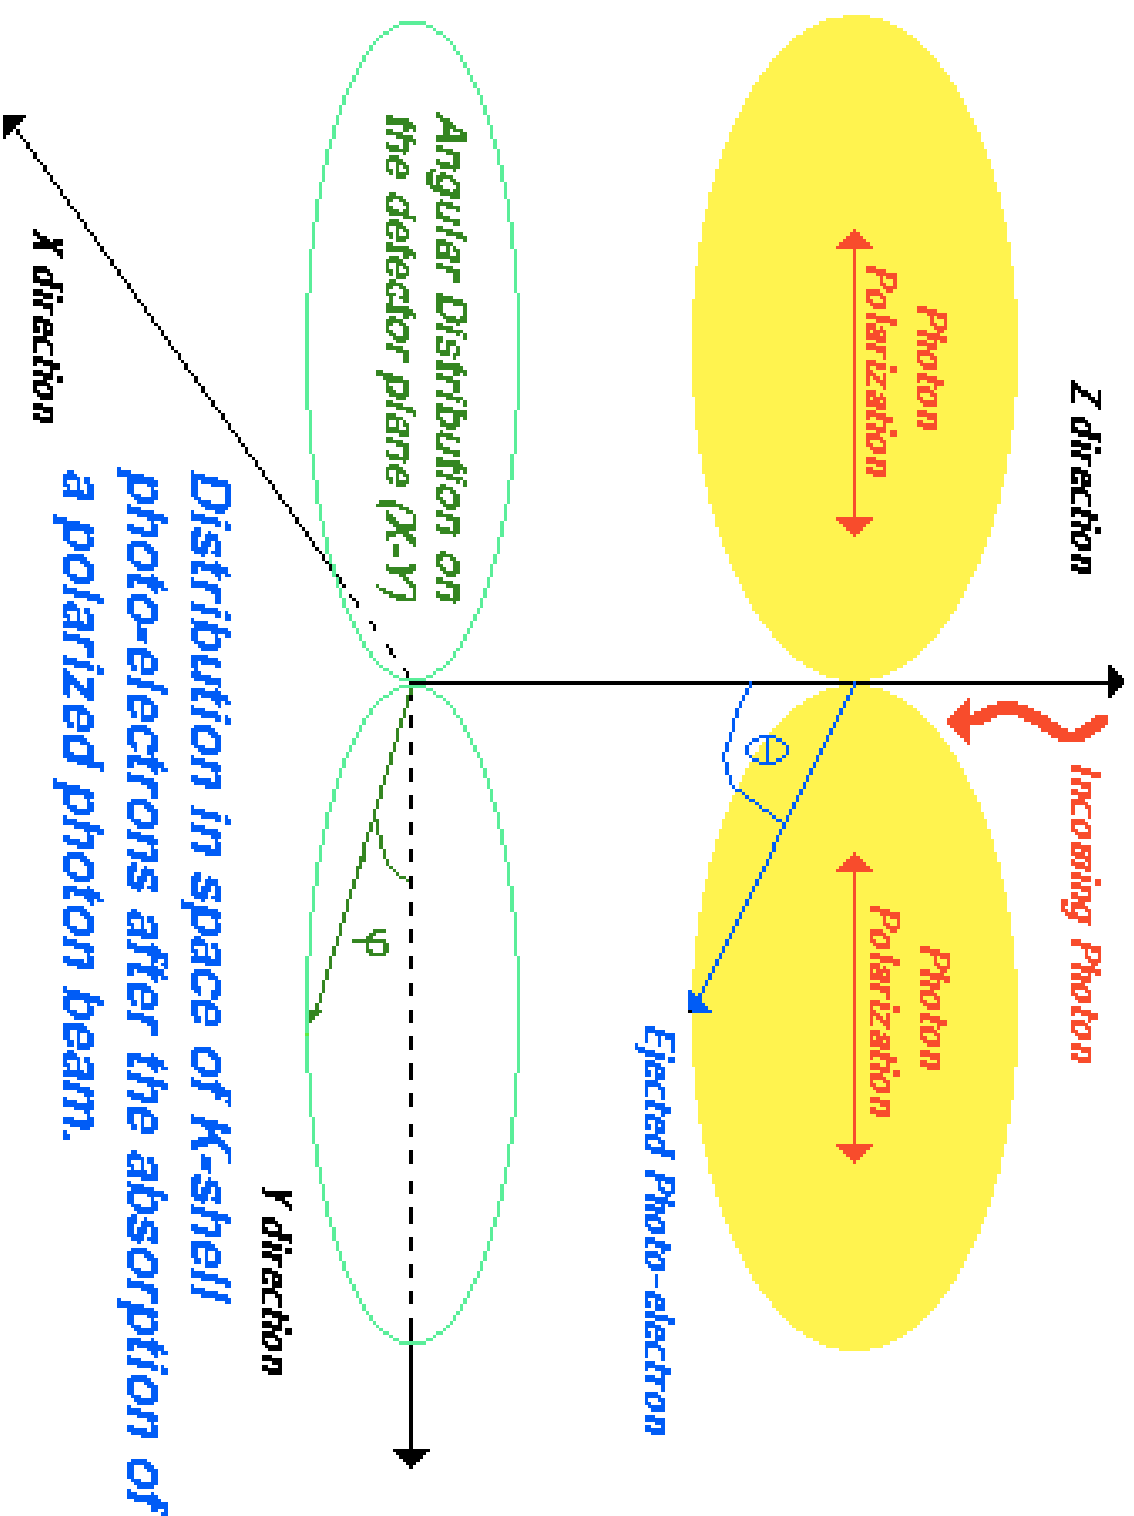 Z direction
Incoming Photon
Photon
Polarization
Photon
Polarization
Θ
Ejected Photo-electron
Angular Distribution on
the detector plane (X-Y)
φ
Y direction
X direction
Distribution in space of K-shell
photo-electrons after the absorption of
a polarized photon beam.